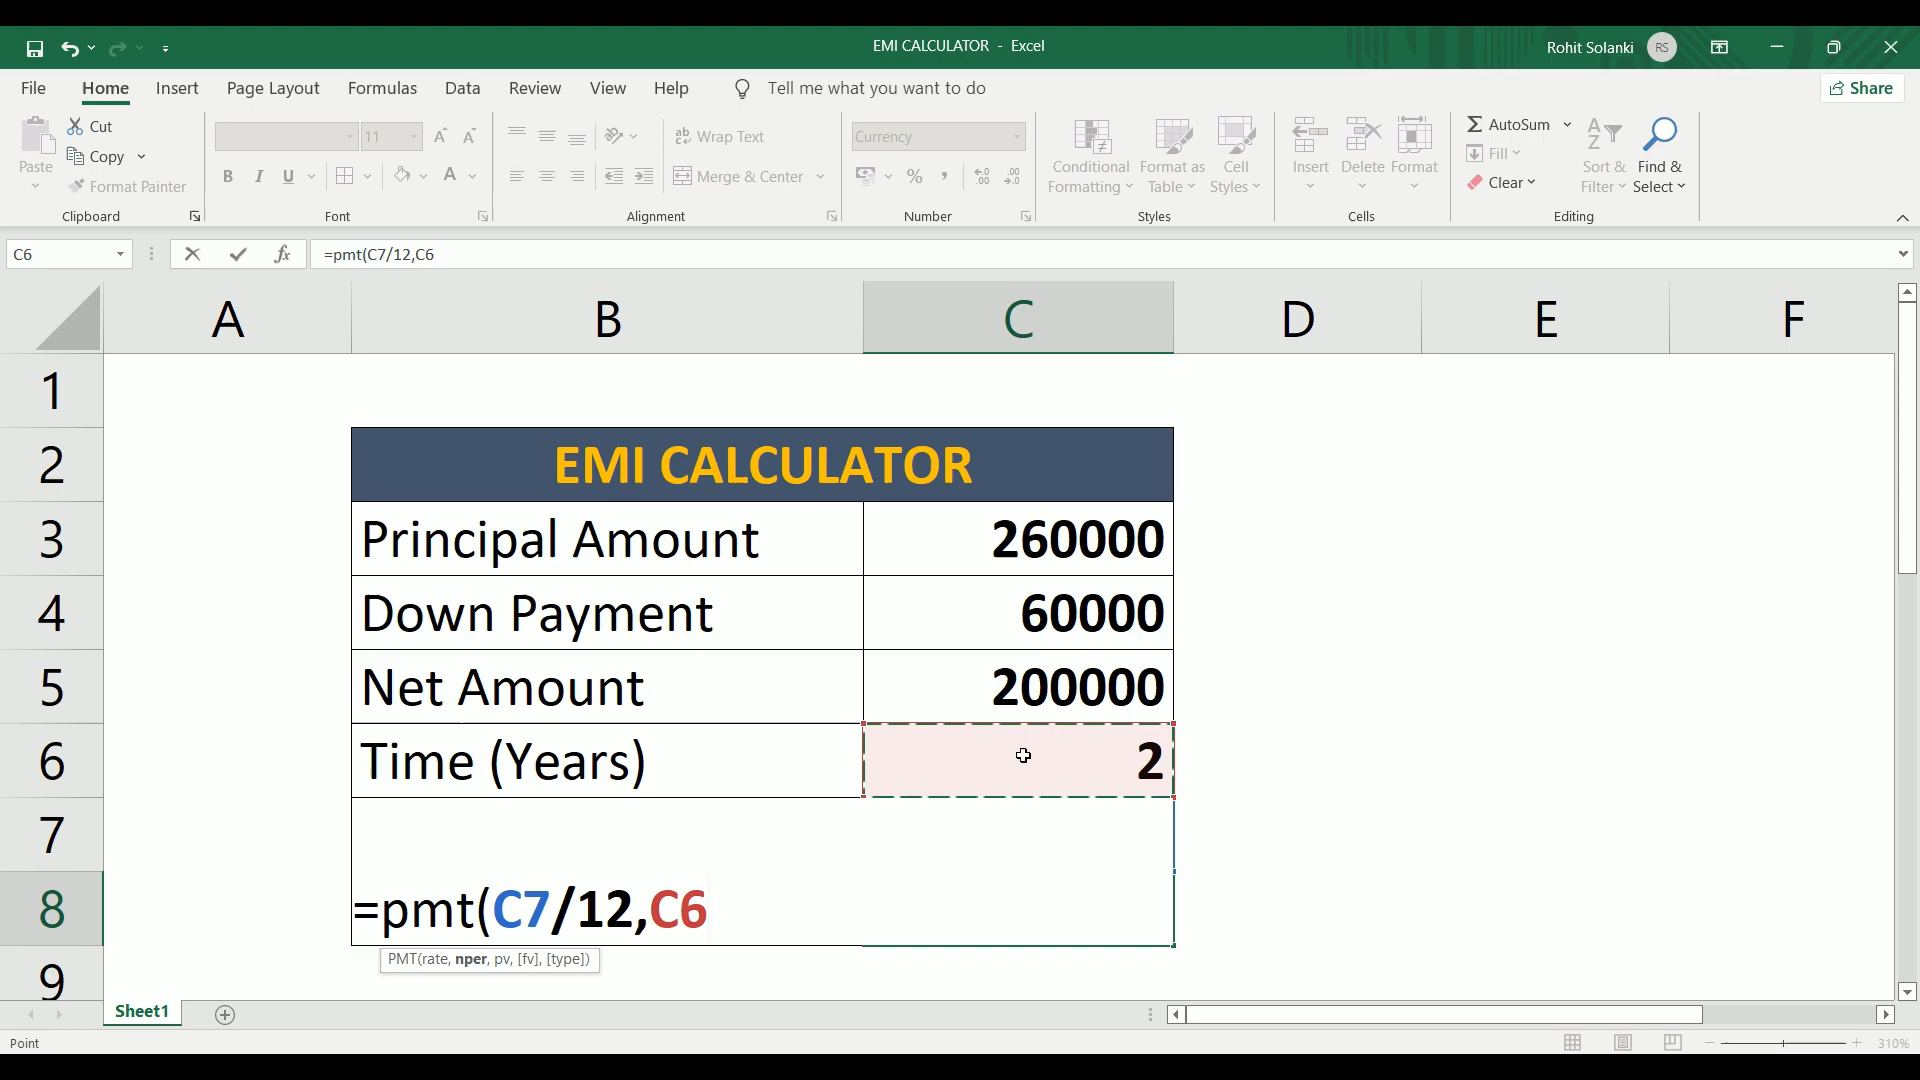 EMI CALCULATOR - Excel
Rohit Solanki RS
File Home Insert Page Layout Formulas Data Review View Help Tell me what you want to do Share
Paste
Cut
Copy
Format Painter
Clipboard
11
B I U A
Font
ab Wrap Text
Merge & Center
Alignment
Currency
% , .00
Number
Conditional Formatting
Format as Table
Cell Styles
Styles
Insert Delete Format
Cells
AutoSum
Fill
Clear
Sort & Filter
Find & Select
Editing
C6 fx =pmt(C7/12,C6
A B C D E F
1
2 EMI CALCULATOR
3 Principal Amount 260000
4 Down Payment 60000
5 Net Amount 200000
6 Time (Years) 2
7
8 =pmt(C7/12,C6
PMT(rate, nper, pv, [fv], [type])
9
Sheet1
Point 310%